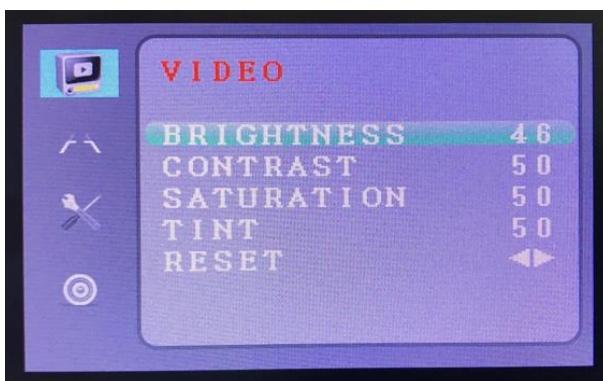 VIDEO
BRIGHTNESS 46
CONTRAST 50
SATURATION 50
TINT 50
RESET